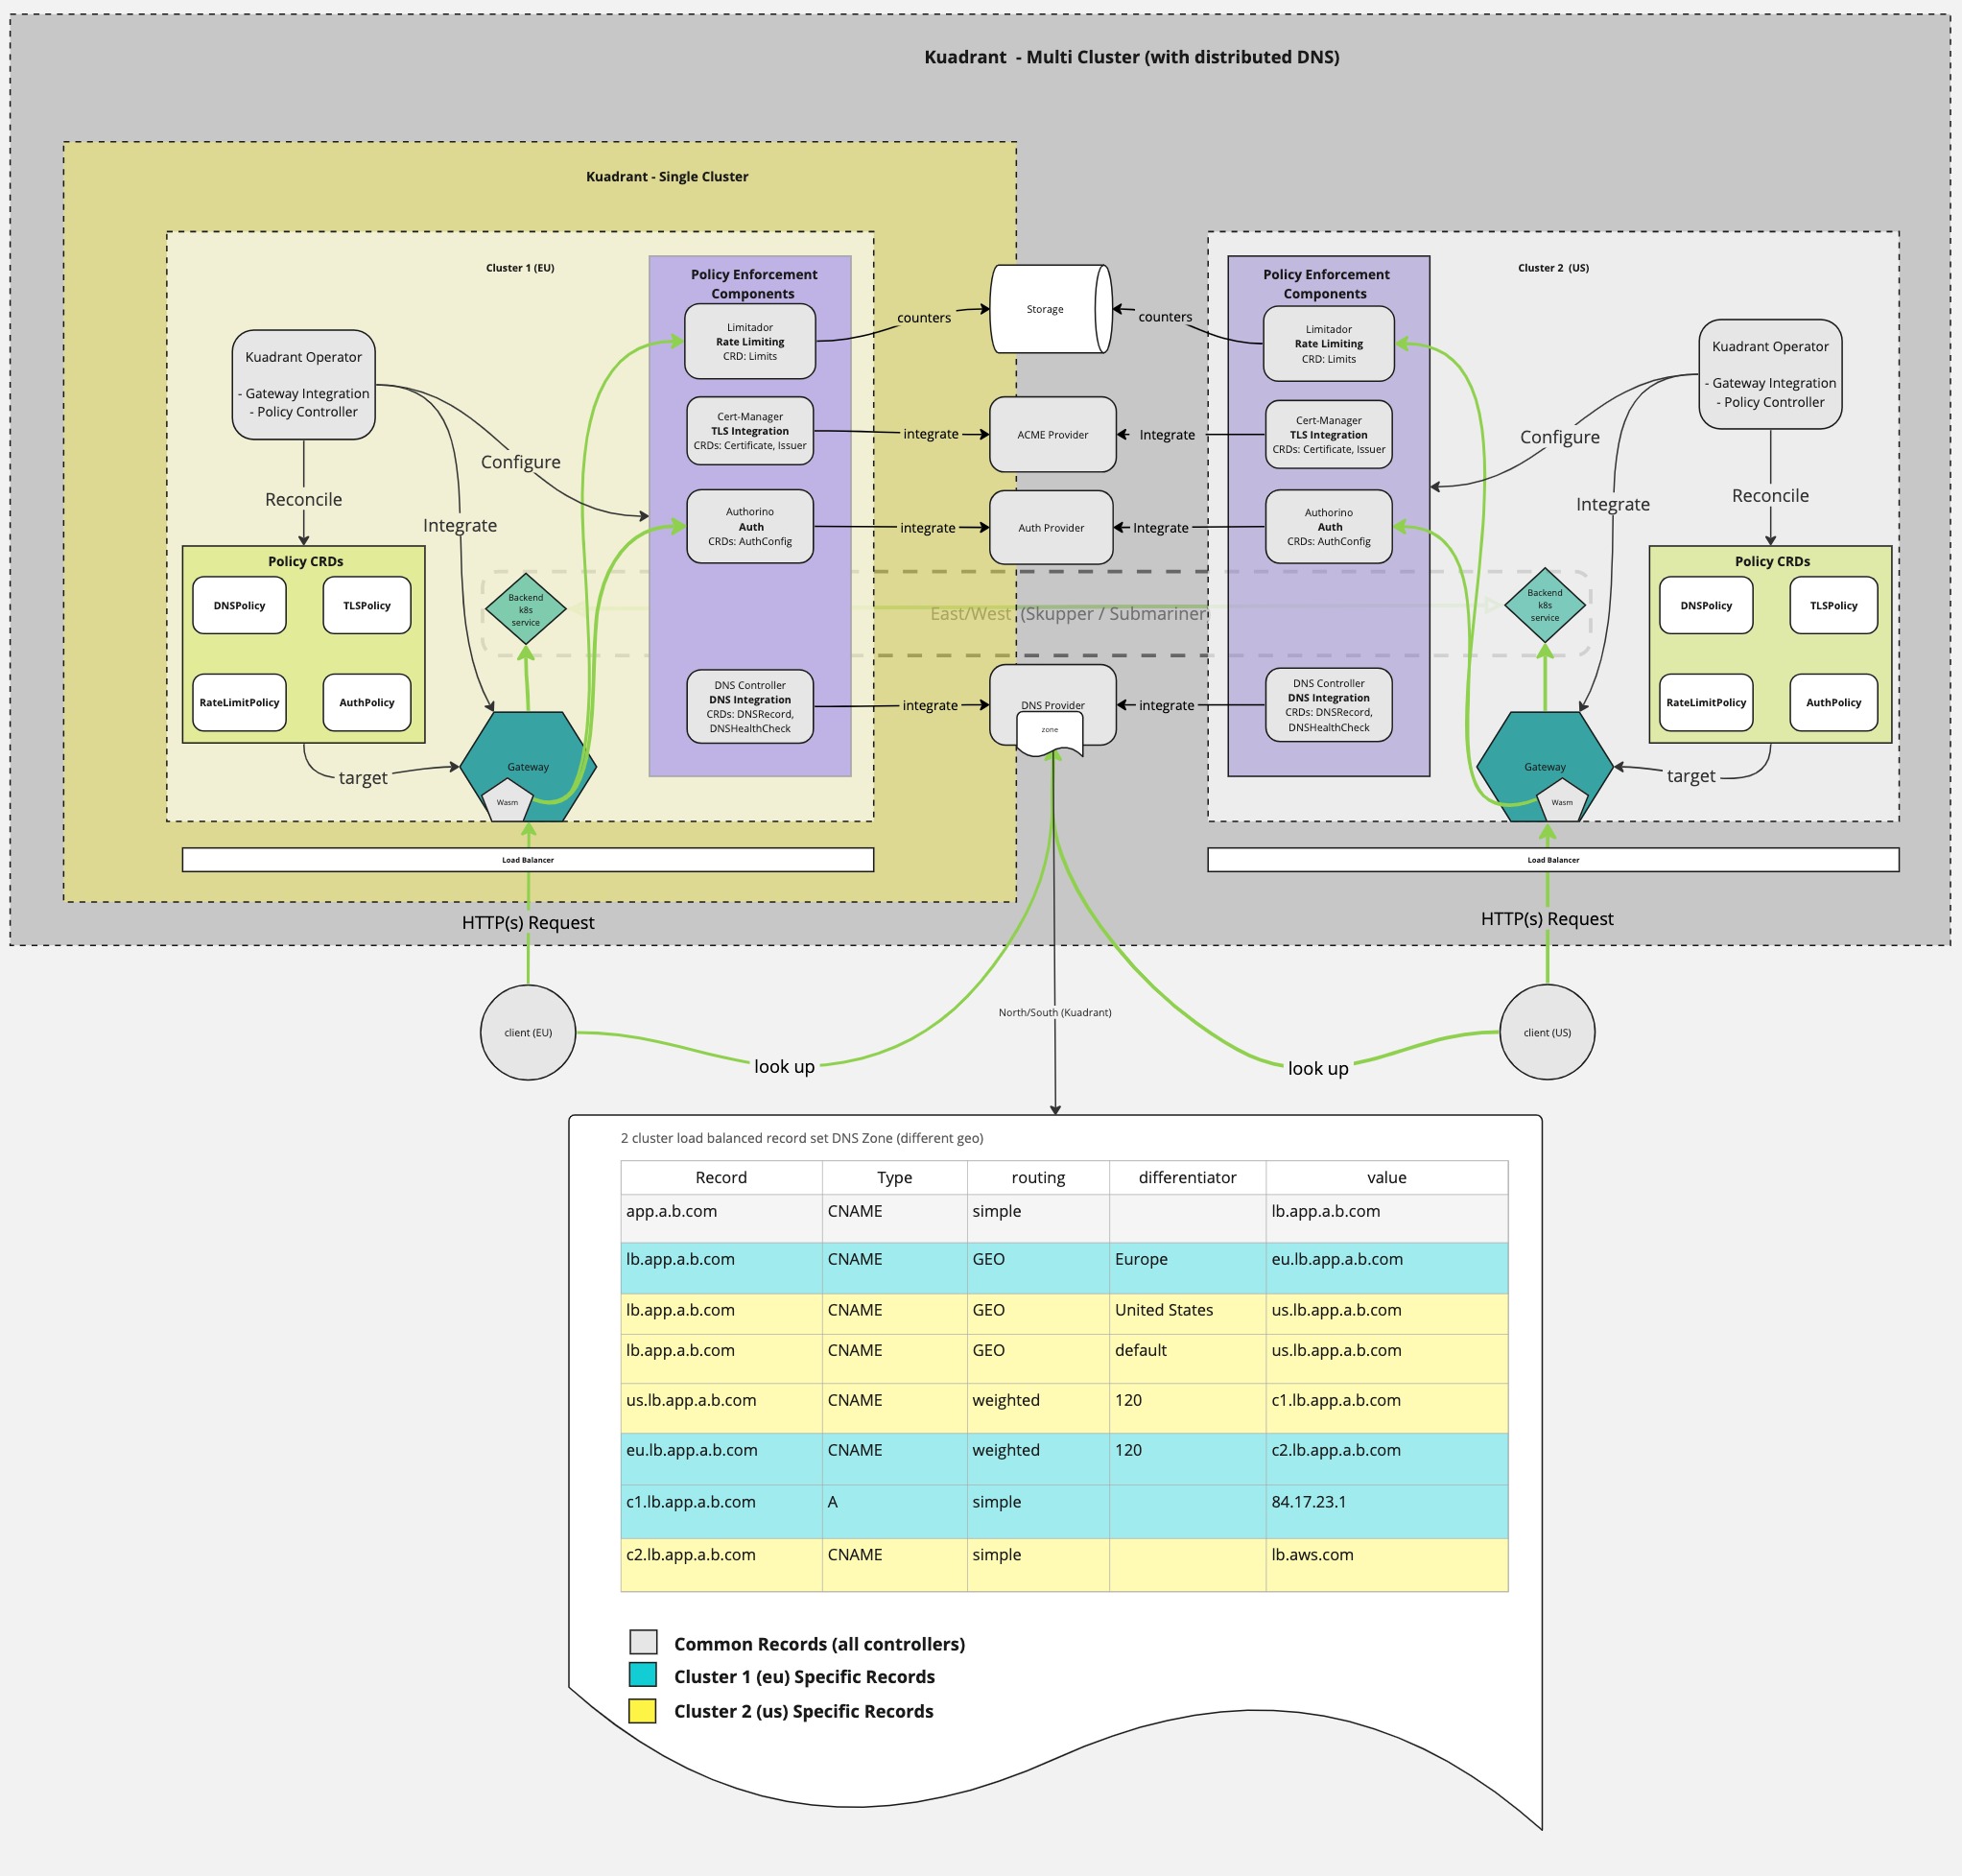 Kuadrant - Multi Cluster (with distributed DNS)
Kuadrant - Single Cluster
Cluster 1 (EU)
Kuadrant Operator
- Gateway Integration
- Policy Controller
Reconcile
Integrate
Configure
Policy CRDs
DNSPolicy
TLSPolicy
RateLimitPolicy
AuthPolicy
target
Backend
k8s
service
Gateway
Wasm
Policy Enforcement
Components
Limitador
Rate Limiting
CRD: Limits
Cert-Manager
TLS Integration
CRDs: Certificate, Issuer
Authorino
Auth
CRDs: AuthConfig
DNS Controller
DNS Integration
CRDs: DNSRecord,
DNSHealthCheck
Load Balancer
HTTP(s) Request
client (EU)
look up
counters
integrate
integrate
integrate
Storage
ACME Provider
Auth Provider
East/West (Skupper / Submariner
DNS Provider
zone
counters
Integrate
Integrate
integrate
Cluster 2 (US)
Policy Enforcement
Components
Limitador
Rate Limiting
CRD: Limits
Cert-Manager
TLS Integration
CRDs: Certificate, Issuer
Authorino
Auth
CRDs: AuthConfig
DNS Controller
DNS Integration
CRDs: DNSRecord,
DNSHealthCheck
Kuadrant Operator
- Gateway Integration
- Policy Controller
Configure
Integrate
Reconcile
Policy CRDs
DNSPolicy
TLSPolicy
RateLimitPolicy
AuthPolicy
target
Backend
k8s
service
Gateway
Wasm
Load Balancer
HTTP(s) Request
client (US)
look up
North/South (Kuadrant)
2 cluster load balanced record set DNS Zone (different geo)
Record Type routing differentiator value
app.a.b.com CNAME simple lb.app.a.b.com
lb.app.a.b.com CNAME GEO Europe eu.lb.app.a.b.com
lb.app.a.b.com CNAME GEO United States us.lb.app.a.b.com
lb.app.a.b.com CNAME GEO default us.lb.app.a.b.com
us.lb.app.a.b.com CNAME weighted 120 c1.lb.app.a.b.com
eu.lb.app.a.b.com CNAME weighted 120 c2.lb.app.a.b.com
c1.lb.app.a.b.com A simple 84.17.23.1
c2.lb.app.a.b.com CNAME simple lb.aws.com
Common Records (all controllers)
Cluster 1 (eu) Specific Records
Cluster 2 (us) Specific Records